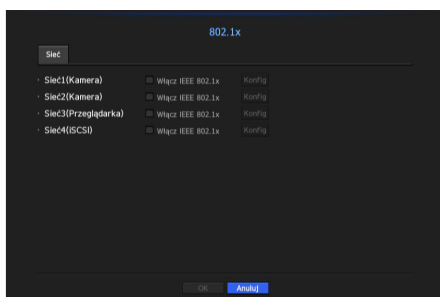 802.1x
Sieć
Sieć1(Kamera) Włącz IEEE 802.1x Konfig
Sieć2(Kamera) Włącz IEEE 802.1x Konfig
Sieć3(Przeglądarka) Włącz IEEE 802.1x Konfig
Sieć4(iSCSI) Włącz IEEE 802.1x Konfig
OK Anuluj